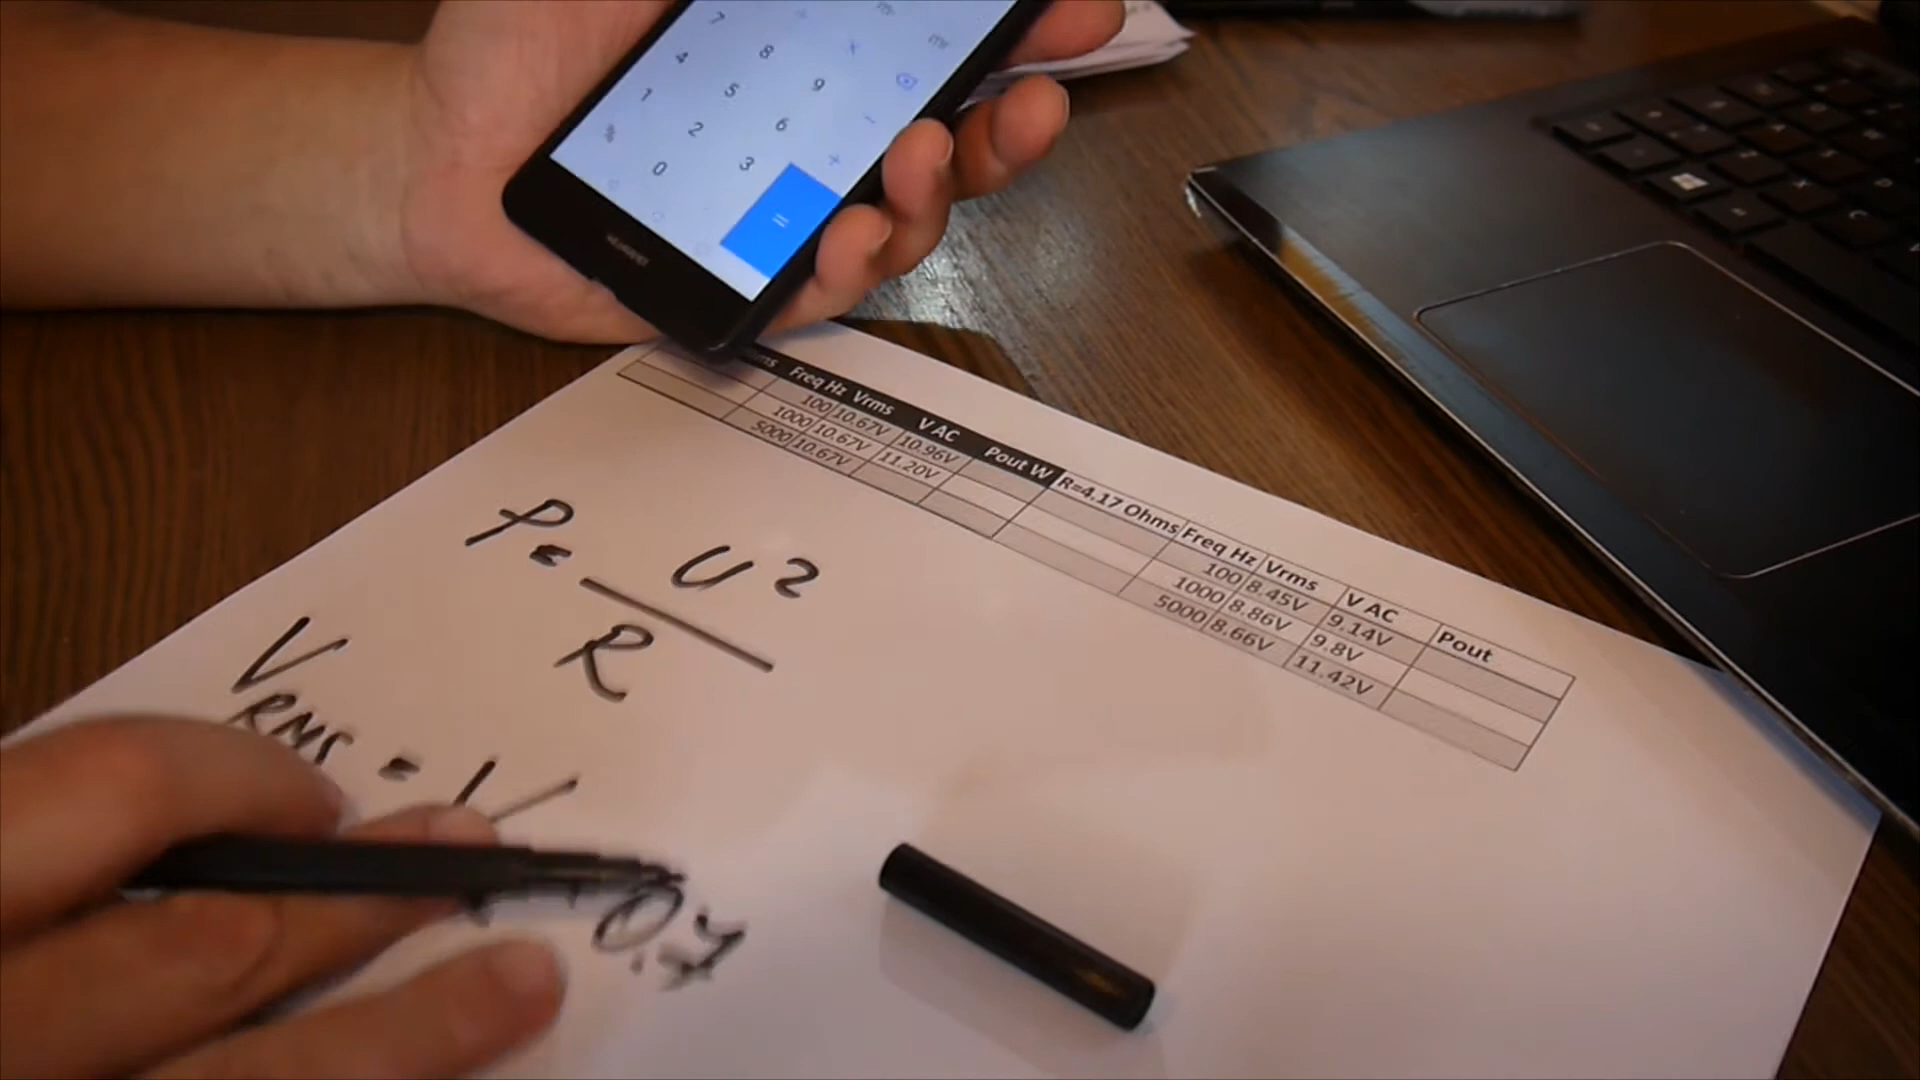 7 8 9
4 5 6 -
1 2 3 +
% 0 =
HUAWEI
Freq Hz Vrms V AC Pout W R=4.17 Ohms Freq Hz Vrms V AC Pout
100 10.67V 10.96V 100 8.45V 9.14V
1000 10.67V 11.20V 1000 8.86V 9.8V
5000 10.67V 5000 8.66V 11.42V
P= U²
R
VRMS = V
0.7